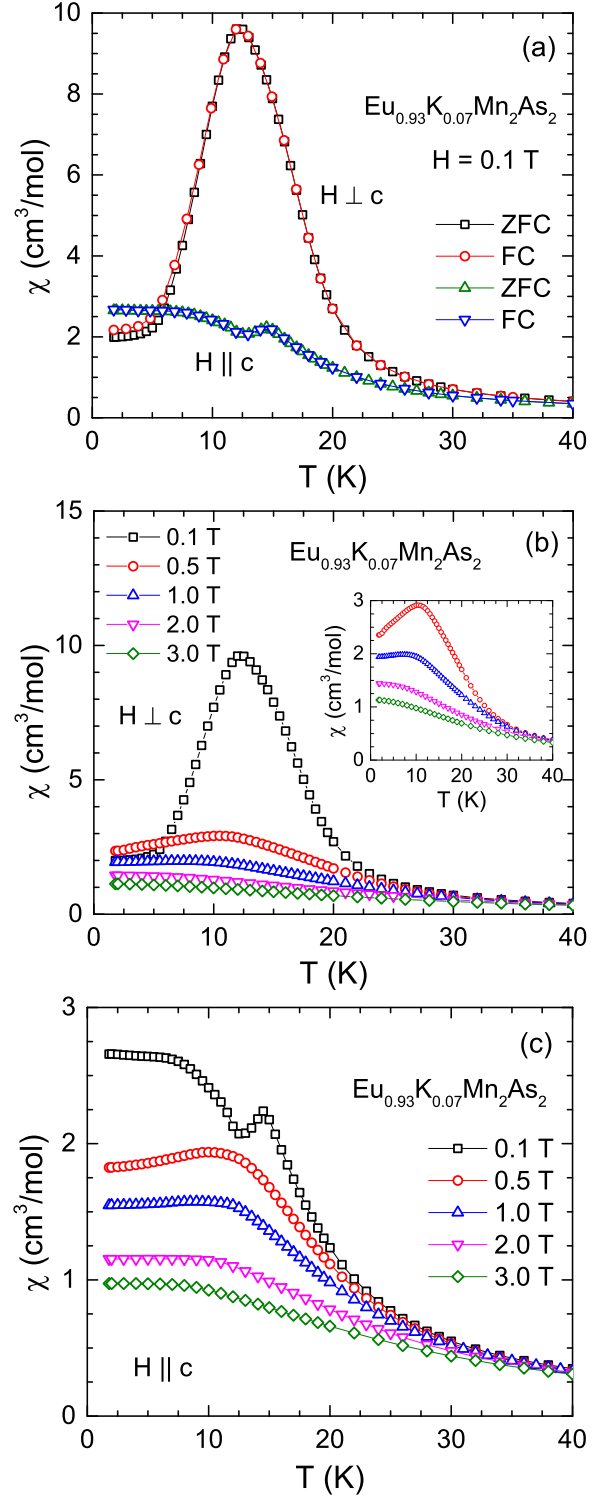 (a)
Eu0.93K0.07Mn2As2
H = 0.1 T
H ⊥ c
ZFC
FC
ZFC
FC
H || c
χ (cm3/mol)
10
8
6
4
2
0
0 10 20 30 40
T (K)
(b)
Eu0.93K0.07Mn2As2
0.1 T
0.5 T
1.0 T
2.0 T
3.0 T
H ⊥ c
χ (cm3/mol)
15
10
5
0
0 10 20 30 40
T (K)
χ (cm3/mol)
3
2
1
0
0 10 20 30 40
T (K)
(c)
Eu0.93K0.07Mn2As2
0.1 T
0.5 T
1.0 T
2.0 T
3.0 T
H || c
χ (cm3/mol)
3
2
1
0
0 10 20 30 40
T (K)